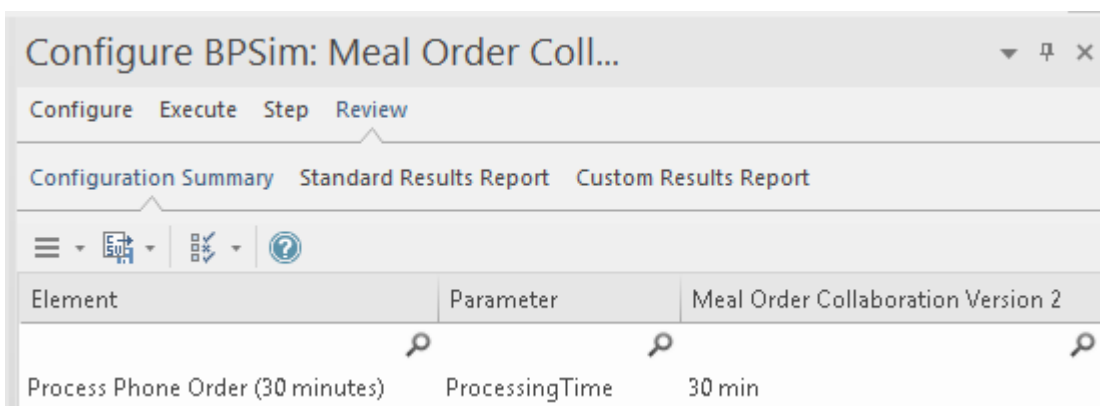 Configure BPSim: Meal Order Coll...
Configure Execute Step Review
Configuration Summary Standard Results Report Custom Results Report
Element Parameter Meal Order Collaboration Version 2
Process Phone Order (30 minutes) ProcessingTime 30 min